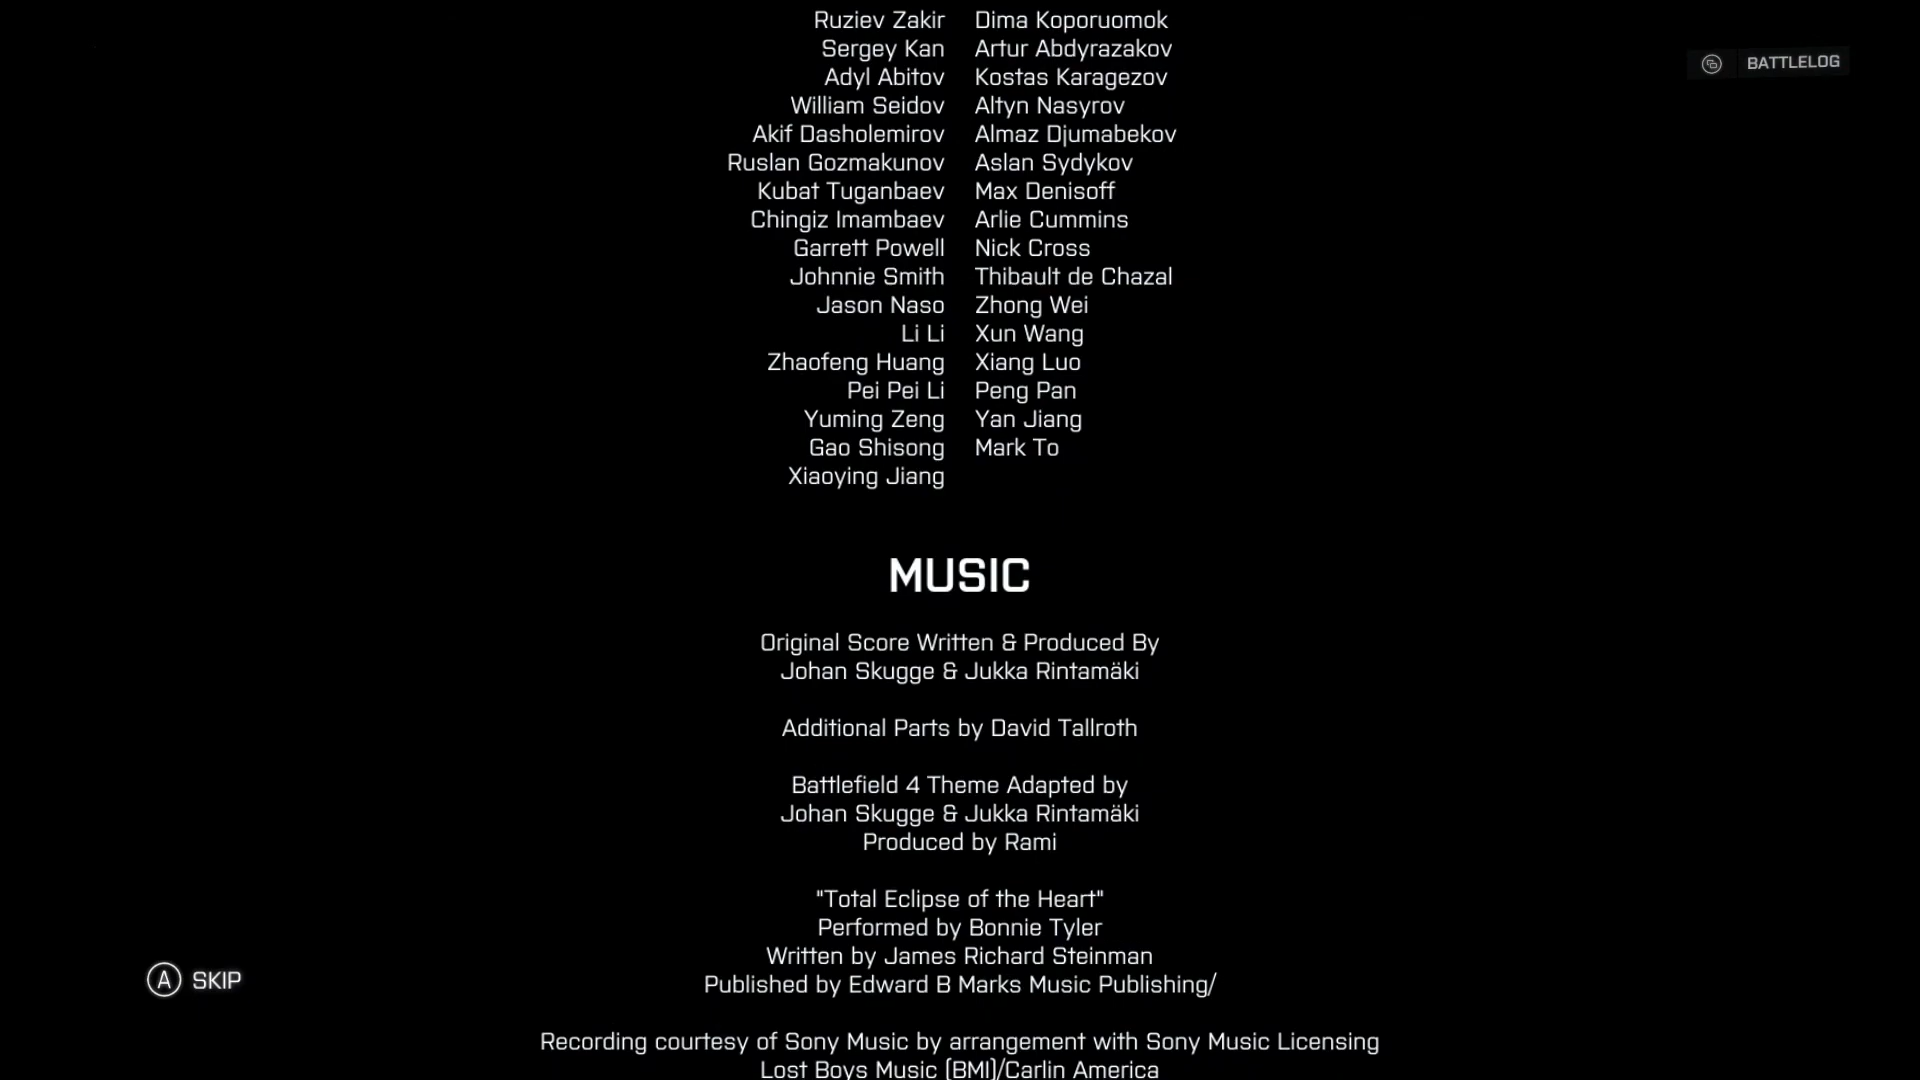 Ruziev Zakir Dima Koporuomok
Sergey Kan Artur Abdyrazakov
BATTLELOG
Adyl Abitov Kostas Karagezov
William Seidov Altyn Nasyrov
Akif Dasholemirov Almaz Djumabekov
Ruslan Gozmakunov Aslan Sydykov
Kubat Tuganbaev Max Denisoff
Chingiz Imambaev Arlie Cummins
Garrett Powell Nick Cross
Johnnie Smith Thibault de Chazal
Jason Naso Zhong Wei
Li Li Xun Wang
Zhaofeng Huang Xiang Luo
Pei Pei Li Peng Pan
Yuming Zeng Yan Jiang
Gao Shisong Mark To
Xiaoying Jiang
MUSIC
Original Score Written & Produced By
Johan Skugge & Jukka Rintamäki
Additional Parts by David Tallroth
Battlefield 4 Theme Adapted by
Johan Skugge & Jukka Rintamäki
Produced by Rami
"Total Eclipse of the Heart"
Performed by Bonnie Tyler
Written by James Richard Steinman
Published by Edward B Marks Music Publishing/
A SKIP
Recording courtesy of Sony Music by arrangement with Sony Music Licensing
Lost Boys Music (BMI)/Carlin America